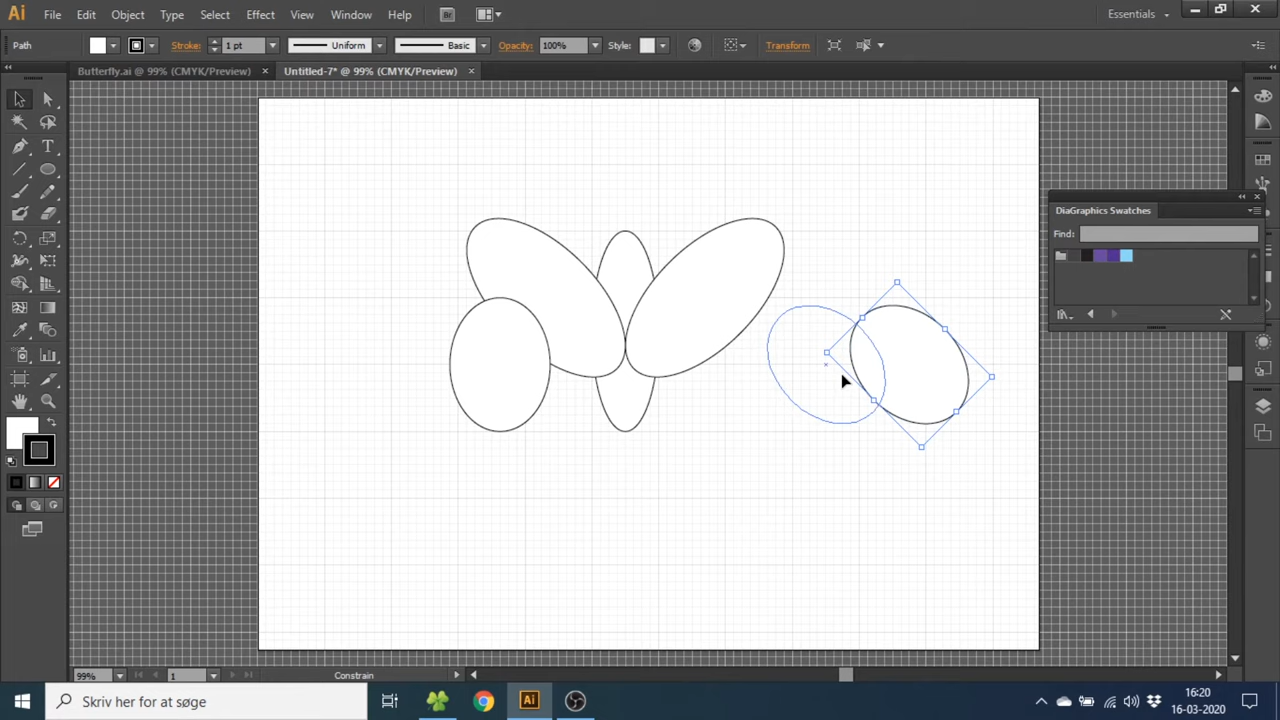 Ai File Edit Object Type Select Effect View Window Help Br Essentials
Path Stroke: 1 pt Uniform Basic Opacity: 100% Style: Transform
Butterfly.ai @ 99% (CMYK/Preview) × Untitled-7* @ 99% (CMYK/Preview) ×
DiaGraphics Swatches
Find:
99% 1 Constrain
Skriv her for at søge Ai 16:20
16-03-2020